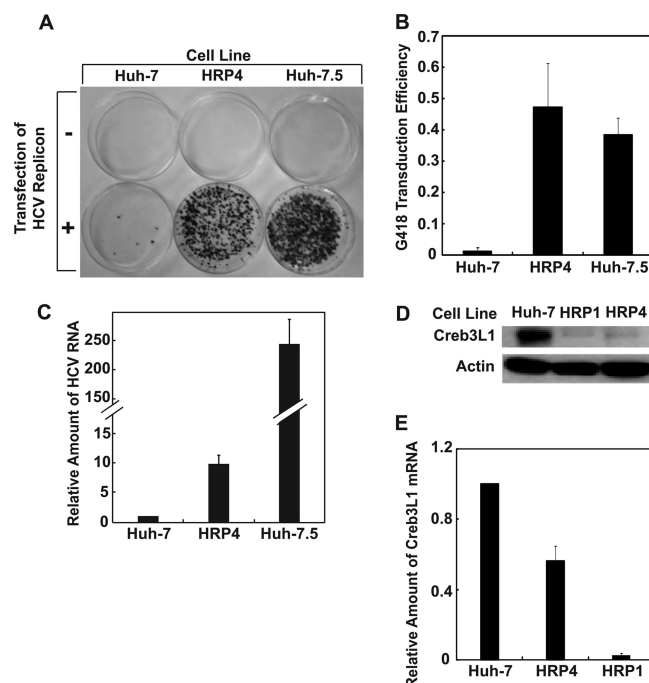 A
Cell Line
Huh-7 HRP4 Huh-7.5
Transfection of
HCV Replicon
-
+
B
G418 Transduction Efficiency
0.7
0.6
0.5
0.4
0.3
0.2
0.1
0
Huh-7 HRP4 Huh-7.5
C
Relative Amount of HCV RNA
250
200
150
15
10
5
0
Huh-7 HRP4 Huh-7.5
D
Cell Line Huh-7 HRP1 HRP4
Creb3L1
Actin
E
Relative Amount of Creb3L1 mRNA
1.2
0.8
0.4
0
Huh-7 HRP4 HRP1